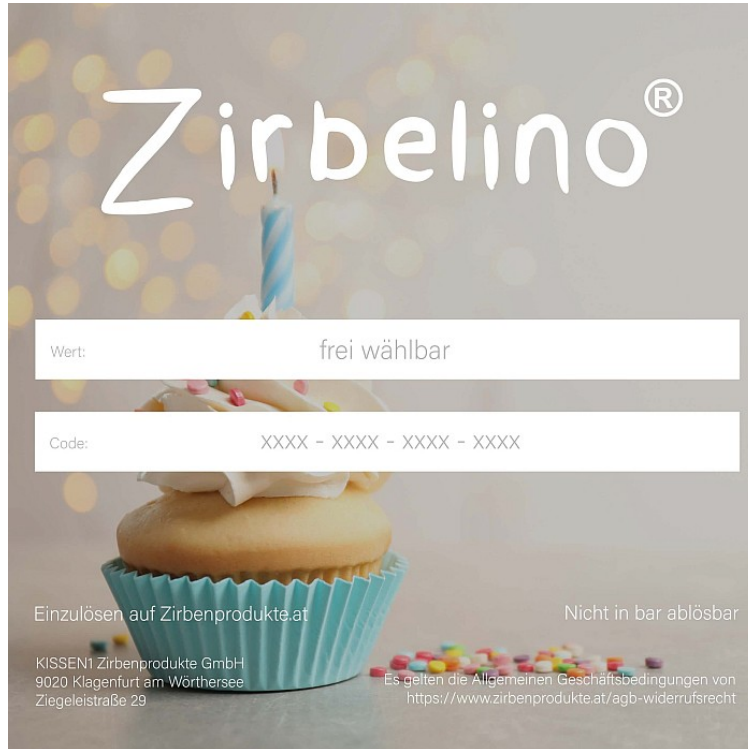 Zirbelino®
Wert: frei wählbar
Code: xxxx - xxxx - xxxx - xxxx
Einzulösen auf Zirbenprodukte.at
Nicht in bar ablösbar
KISSEN1 Zirbenprodukte GmbH
9020 Klagenfurt am Wörthersee
Ziegeleistraße 29
Es gelten die Allgemeinen Geschäftsbedingungen von
https://www.zirbenprodukte.at/agb-widerrufsrecht